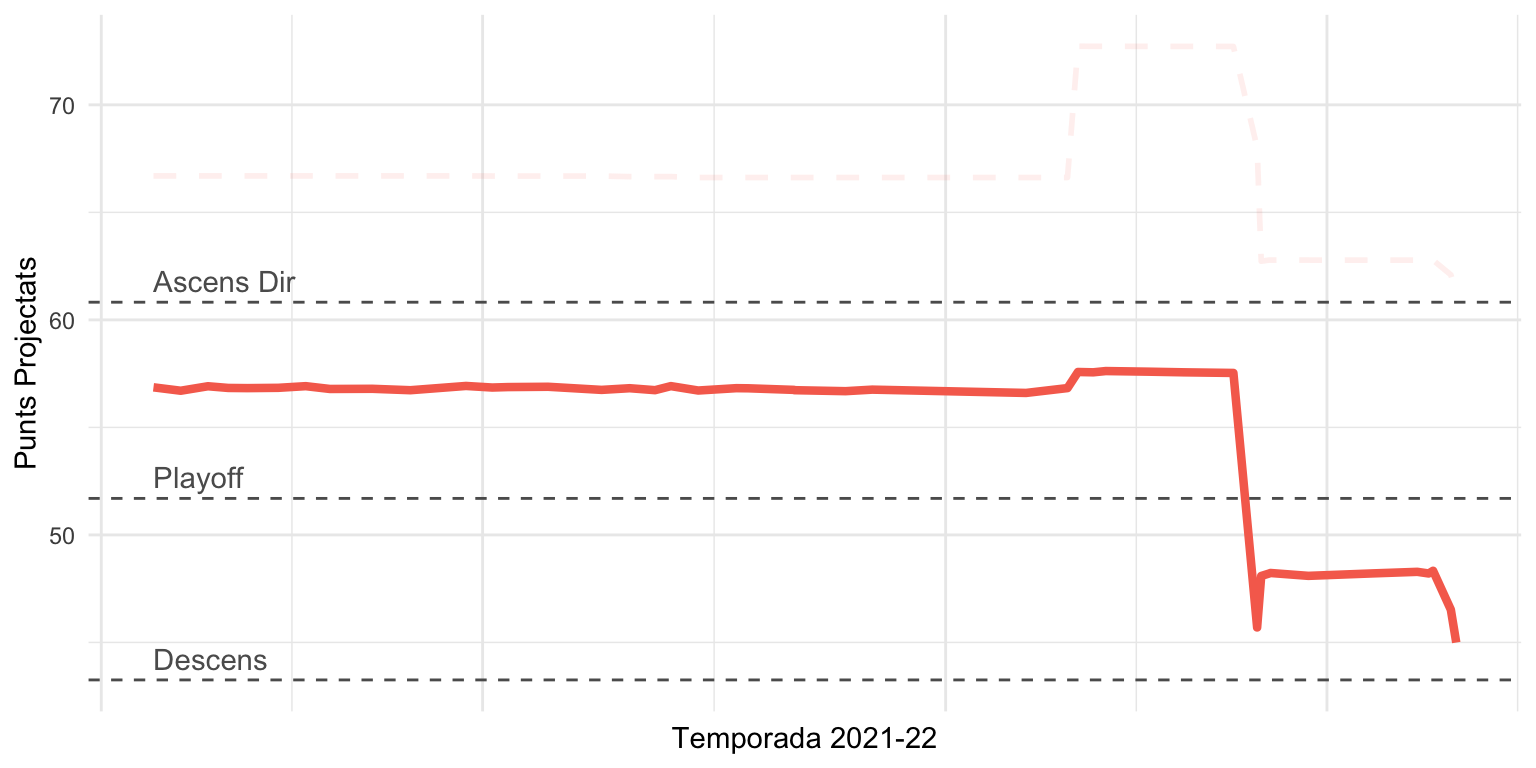 70
Ascens Dir
60
Punts Projectats
Playoff
50
Descens
Temporada 2021-22